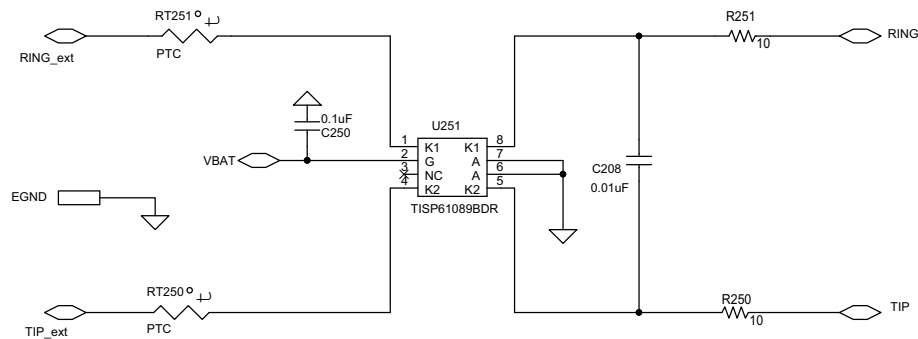 RT251
R251
RING_ext
PTC
10
RING
0.1uF
C250
U251
1
K1
K1
8
VBAT
2
G
A
7
3
NC
A
6
4
K2
K2
5
TISP61089BDR
C208
0.01uF
EGND
RT250
R250
TIP_ext
PTC
10
TIP